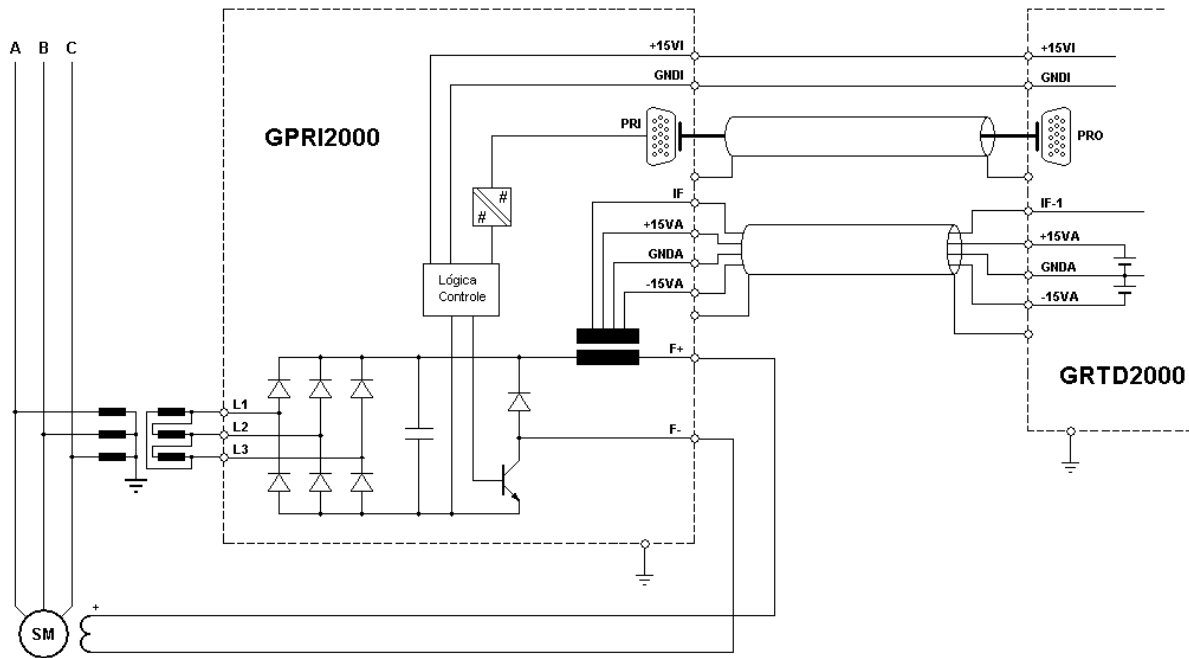 A B C
+15VI
+15VI
GNDI
GNDI
GPRI2000
PRI
PRO
#
#
IF
IF-1
+15VA
+15VA
GNDA
GNDA
-15VA
-15VA
Lógica
Controle
F+
GRTD2000
L1
L2
L3
F-
+
SM